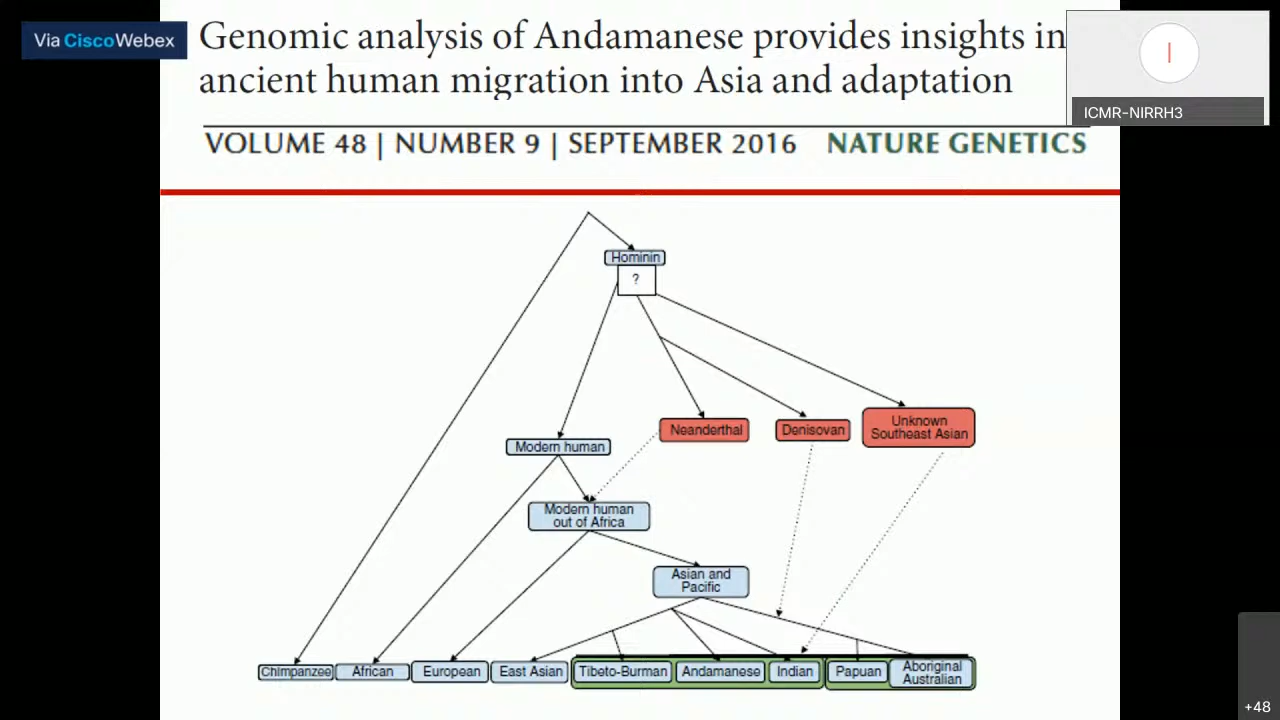 Via Cisco Webex
Genomic analysis of Andamanese provides insights in
ancient human migration into Asia and adaptation
ICMR-NIRRH3
VOLUME 48 | NUMBER 9 | SEPTEMBER 2016 NATURE GENETICS
Hominin
?
Unknown
Southeast Asian
Neanderthal
Denisovan
Modern human
Modern human
out of Africa
Asian and
Pacific
Chimpanzee
African
European
East Asian
Tibeto-Burman
Andamanese
Indian
Papuan
Aboriginal
Australian
+48